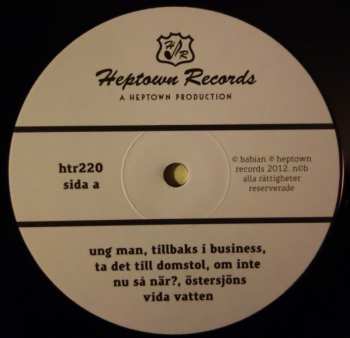 H R
Heptown Records
A HEPTOWN PRODUCTION
htr220
sida a
© babian ℗ heptown
records 2012. n©b
alla rättigheter
reserverade
ung man, tillbaks i business,
ta det till domstol, om inte
nu så när?, östersjöns
vida vatten